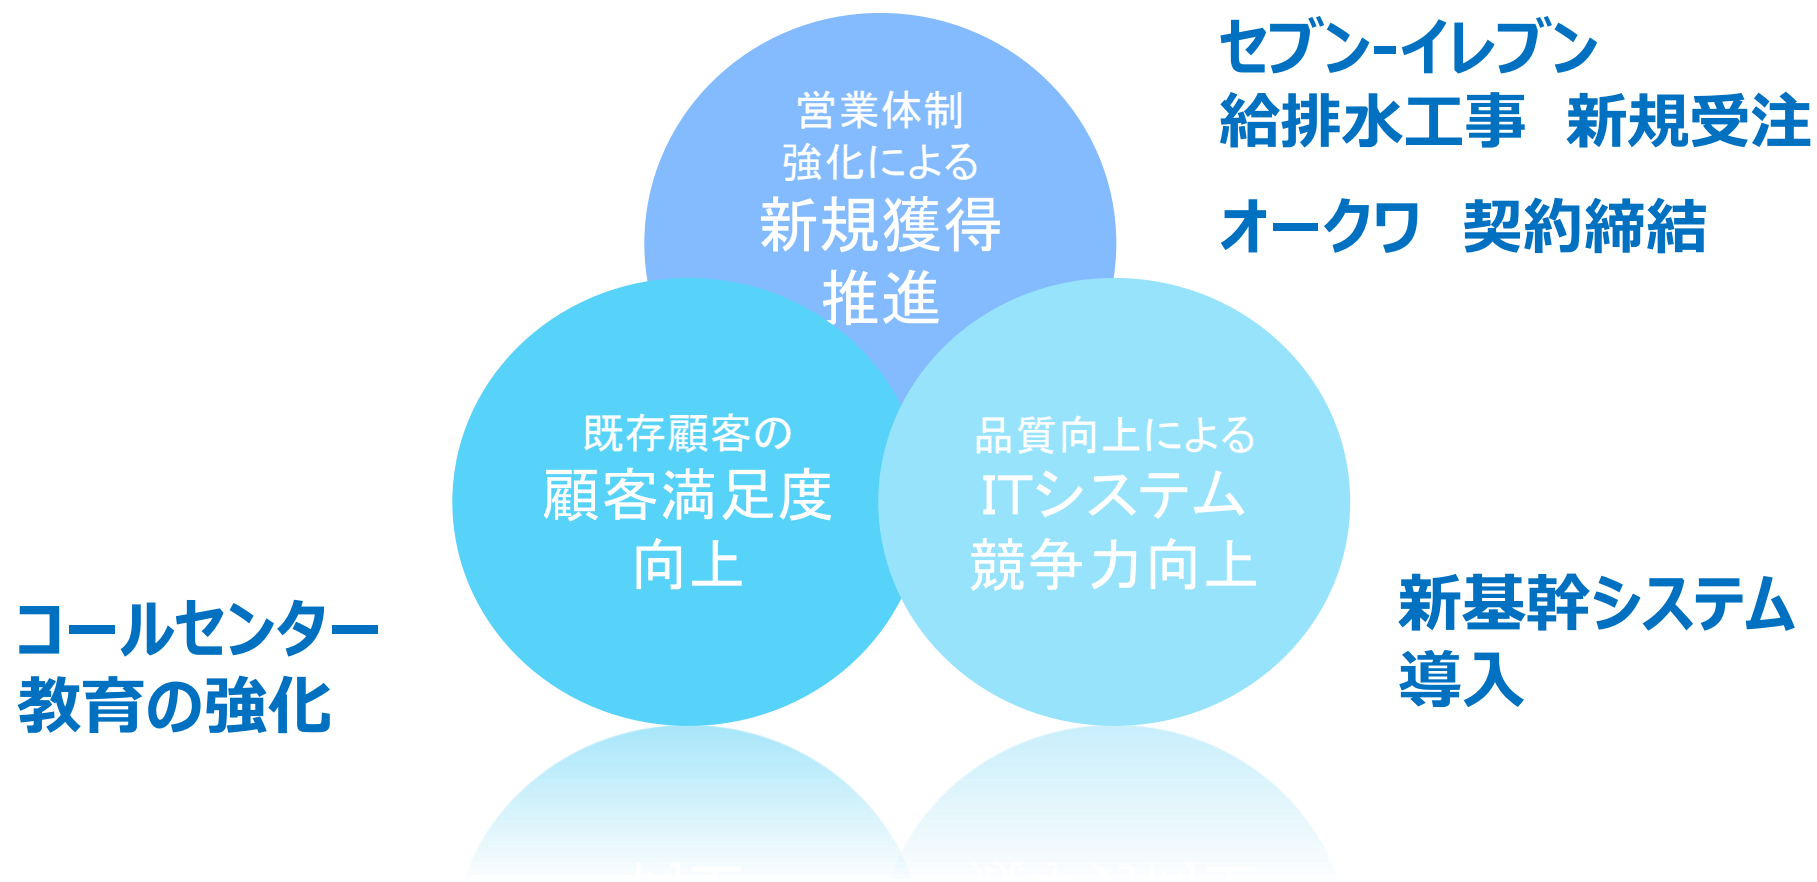 営業体制
強化による
新規獲得
推進
セブン-イレブン
給排水工事　新規受注
オークワ　契約締結
既存顧客の
顧客満足度
向上
品質向上による
ITシステム
競争力向上
コールセンター
教育の強化
新基幹システム
導入